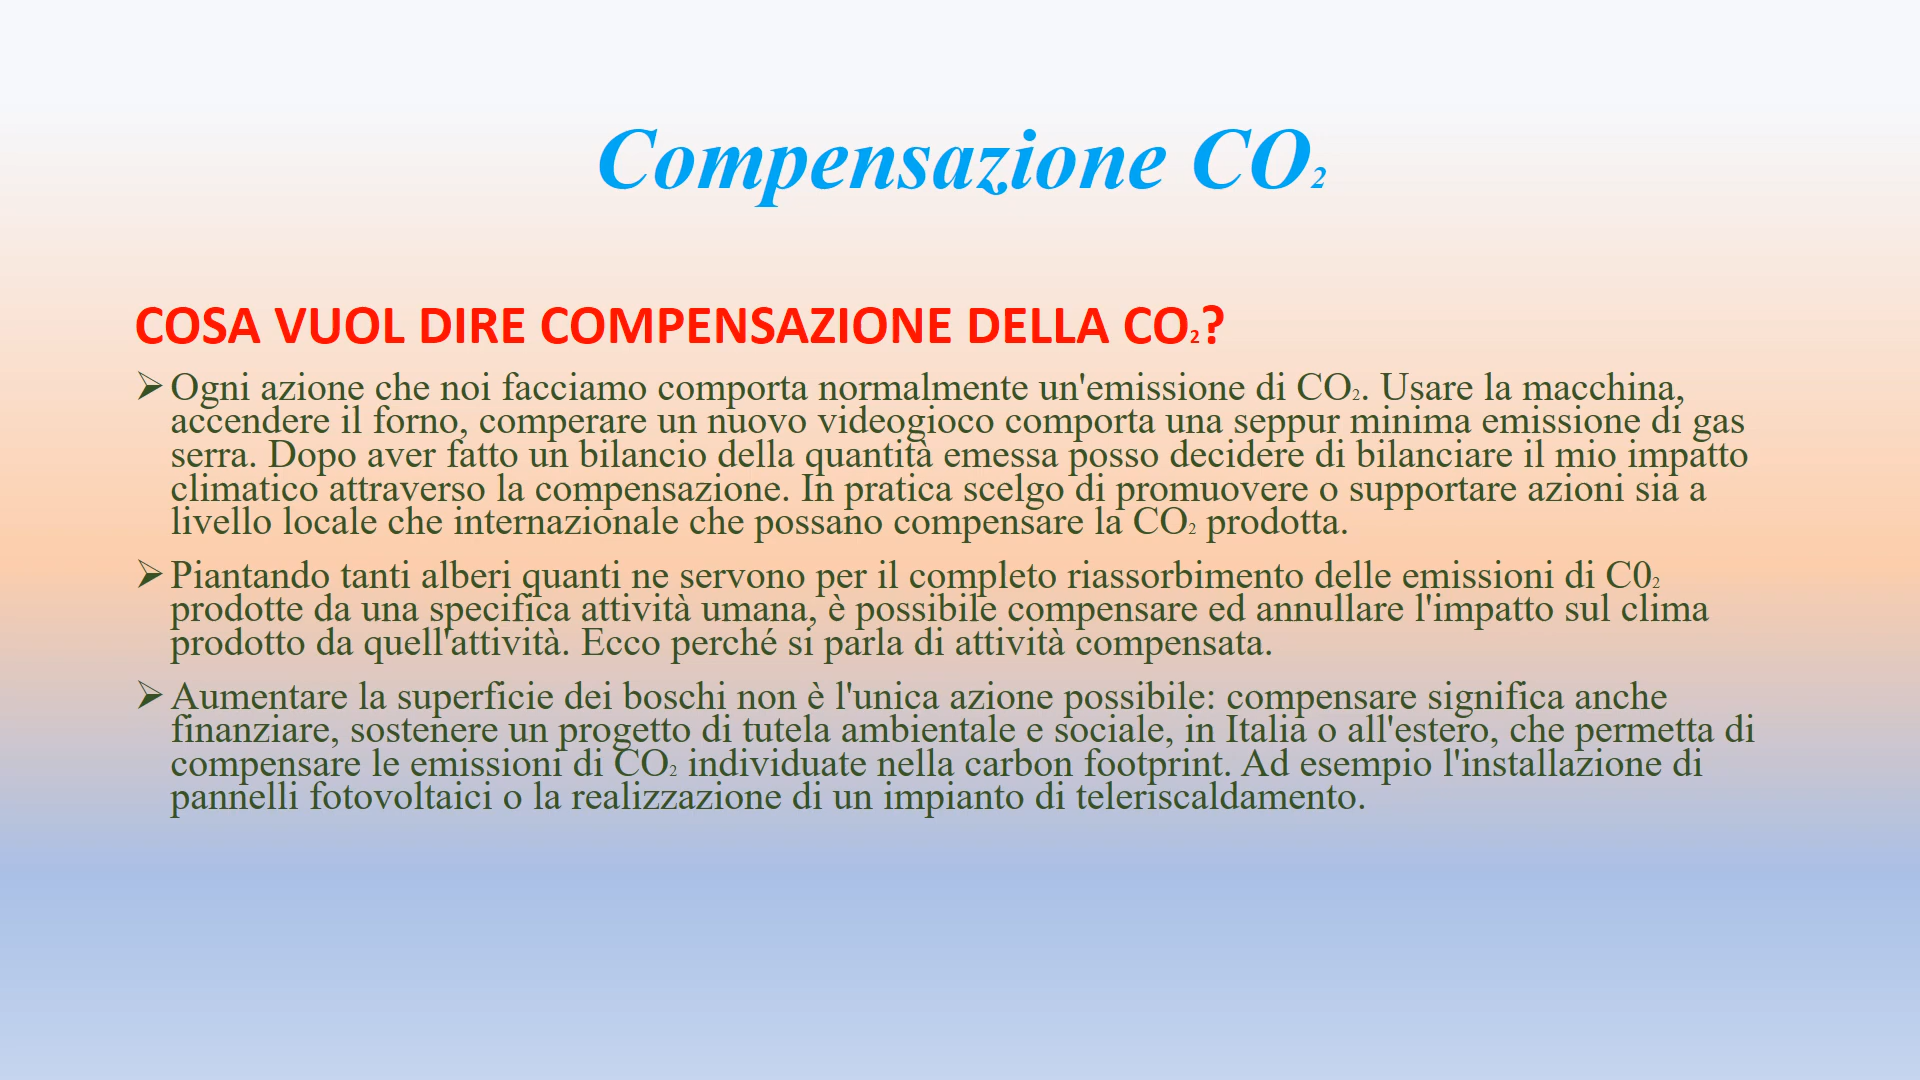 Compensazione CO₂
COSA VUOL DIRE COMPENSAZIONE DELLA CO₂?
➢ Ogni azione che noi facciamo comporta normalmente un'emissione di CO₂. Usare la macchina,
accendere il forno, comperare un nuovo videogioco comporta una seppur minima emissione di gas
serra. Dopo aver fatto un bilancio della quantità emessa posso decidere di bilanciare il mio impatto
climatico attraverso la compensazione. In pratica scelgo di promuovere o supportare azioni sia a
livello locale che internazionale che possano compensare la CO₂ prodotta.
➢ Piantando tanti alberi quanti ne servono per il completo riassorbimento delle emissioni di C0₂
prodotte da una specifica attività umana, è possibile compensare ed annullare l'impatto sul clima
prodotto da quell'attività. Ecco perché si parla di attività compensata.
➢ Aumentare la superficie dei boschi non è l'unica azione possibile: compensare significa anche
finanziare, sostenere un progetto di tutela ambientale e sociale, in Italia o all'estero, che permetta di
compensare le emissioni di CO₂ individuate nella carbon footprint. Ad esempio l'installazione di
pannelli fotovoltaici o la realizzazione di un impianto di teleriscaldamento.